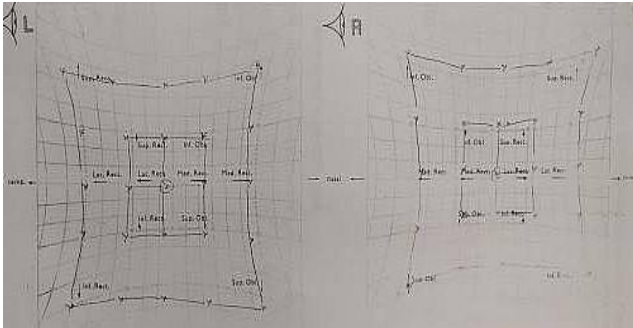 L
Sup. Rect.
Inf. Obl.
Sup. Rect.
Inf. Obl.
Lat. Rect.
Lat. Rect.
Med. Rect.
Med. Rect.
Inf. Rect.
Sup. Obl.
Inf. Rect.
Sup. Obl.
R
Inf. Obl.
Sup. Rect.
Inf. Obl.
Sup. Rect.
Med. Rect.
Med. Rect.
Lat. Rect.
Lat. Rect.
Sup. Obl.
Inf. Rect.
Sup. Obl.